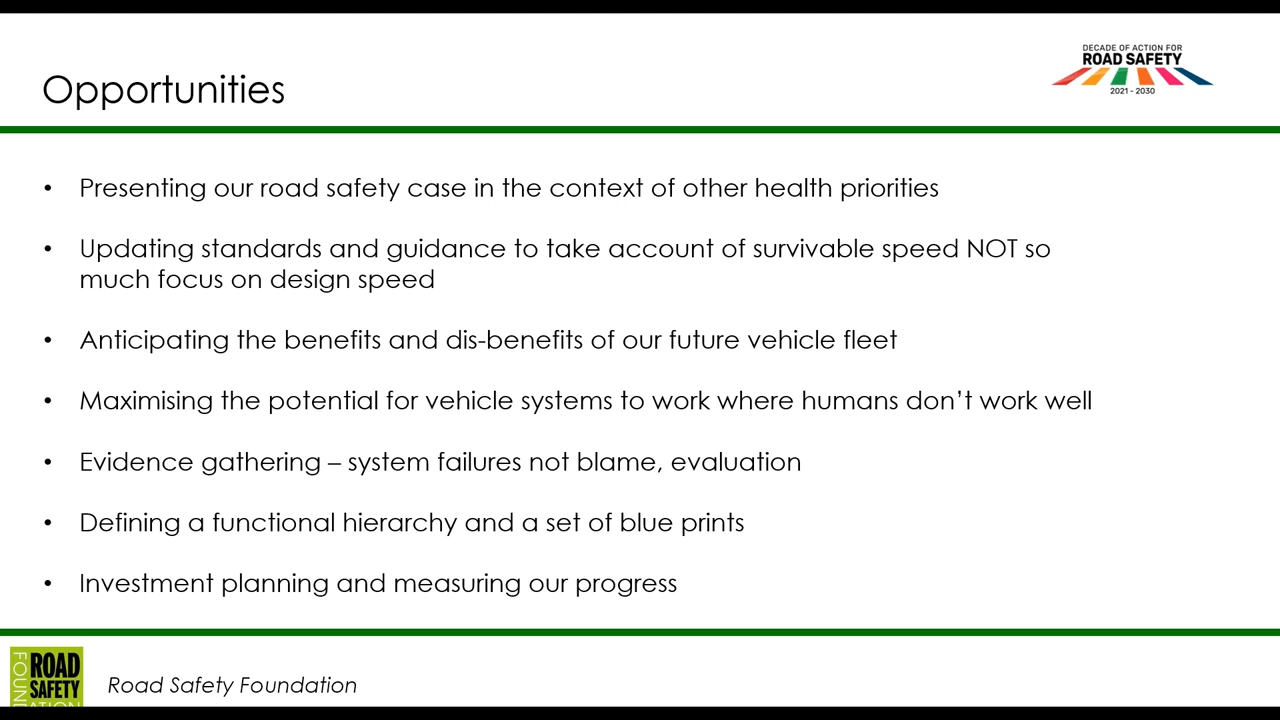 Opportunities
DECADE OF ACTION FOR
ROAD SAFETY
2021 - 2030
• Presenting our road safety case in the context of other health priorities
• Updating standards and guidance to take account of survivable speed NOT so
much focus on design speed
• Anticipating the benefits and dis-benefits of our future vehicle fleet
• Maximising the potential for vehicle systems to work where humans don’t work well
• Evidence gathering – system failures not blame, evaluation
• Defining a functional hierarchy and a set of blue prints
• Investment planning and measuring our progress
ROAD
SAFETY
Road Safety Foundation